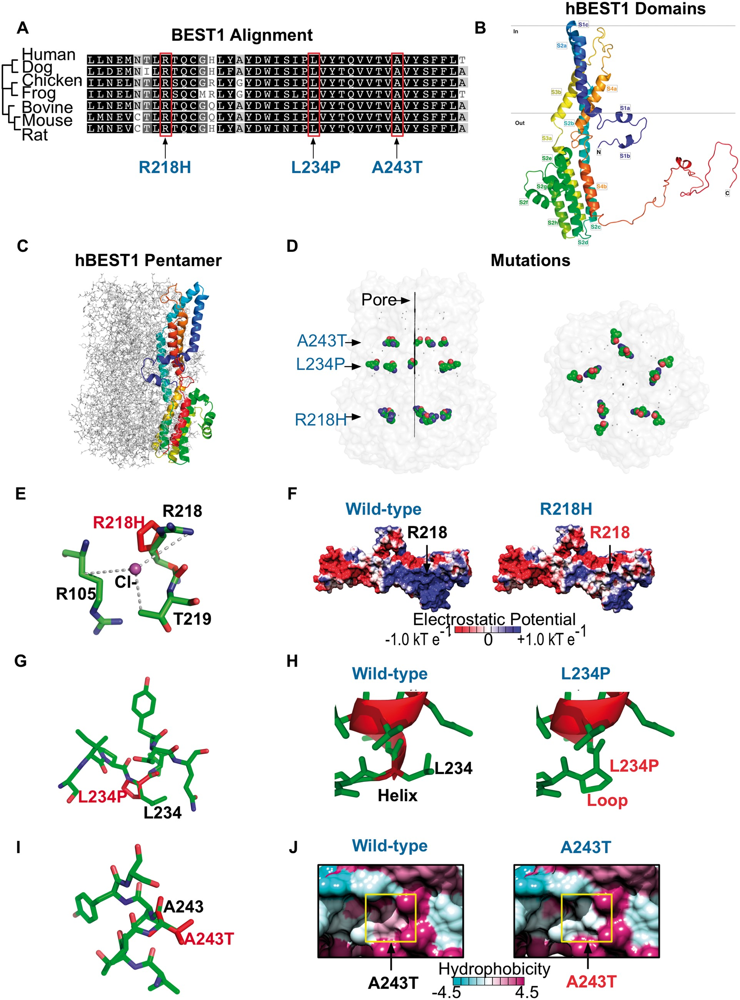 hBEST1 Domains
A
BEST1 Alignment
B
Human
LLNEMNTLRTQCGHLYAYDWISIPLVYTQVVTVAVYSFFLT
Dog
LLDEMNILRTQCGHLFAYDWISIPLVYTQVVTVAVYSFFLA
Chicken
ILNELNTLRSQCGRLYGYDWISIPLVYTQVVTVAVYSFFLA
Frog
ILNELNTLRSQCMRLYGYDWISLPLVYTQVVTVAVYSFFLT
Bovine
LLNEMNTLRTQCGQLYAYDWISIPLVYTQVVTVAVYSFFLA
Mouse
LMNEVCTLRTQCGQLYAYDWISIPLVYTQVVTVAVYSFFLA
Rat
LMNEVCTLRTQCGHLYAYDWINIPLVYTQVVTVAVYSFFLA
R218H L234P A243T
S1c
In
S2a
S4a
S3b
S1a
Out
S2b
S3a
N
S1b
S2e
S2g
S4b
C
S2f
S2h
S2c
S2d
C
hBEST1 Pentamer
D
Mutations
Pore
A243T
L234P
R218H
E
R218
R218H
Cl-
R105
T219
F
Wild-type R218H
R218 R218
Electrostatic Potential
-1.0 kT e-1 0 +1.0 kT e-1
G
L234P
L234
H
Wild-type L234P
L234 L234P
Helix Loop
I
A243
A243T
J
Wild-type A243T
A243T A243T
Hydrophobicity
-4.5 4.5